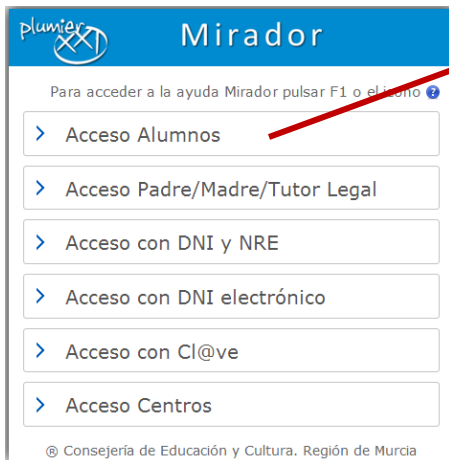 plumier
XXI
Mirador
Para acceder a la ayuda Mirador pulsar F1 o el icono ?
Acceso Alumnos
Acceso Padre/Madre/Tutor Legal
Acceso con DNI y NRE
Acceso con DNI electrónico
Acceso con Cl@ve
Acceso Centros
® Consejería de Educación y Cultura. Región de Murcia